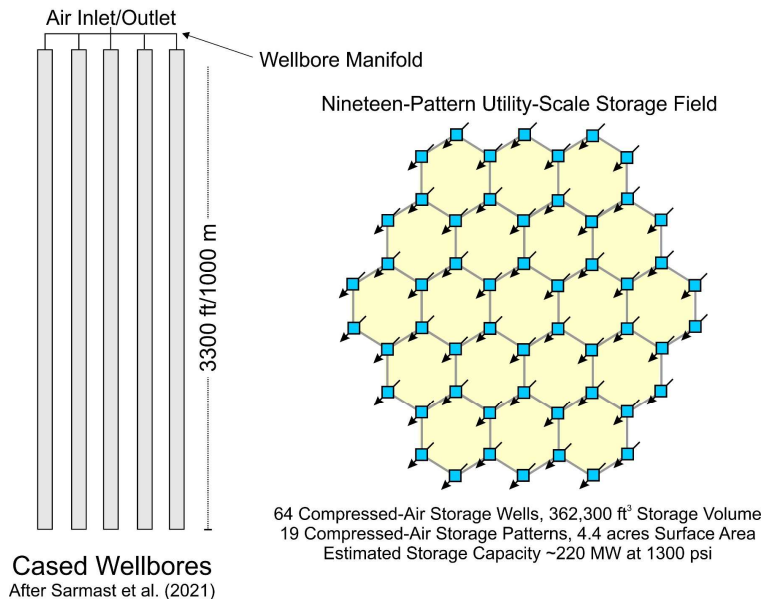 Air Inlet/Outlet
Wellbore Manifold
3300 ft/1000 m
Cased Wellbores
After Sarmast et al. (2021)
Nineteen-Pattern Utility-Scale Storage Field
64 Compressed-Air Storage Wells, 362,300 ft³ Storage Volume
19 Compressed-Air Storage Patterns, 4.4 acres Surface Area
Estimated Storage Capacity ~220 MW at 1300 psi